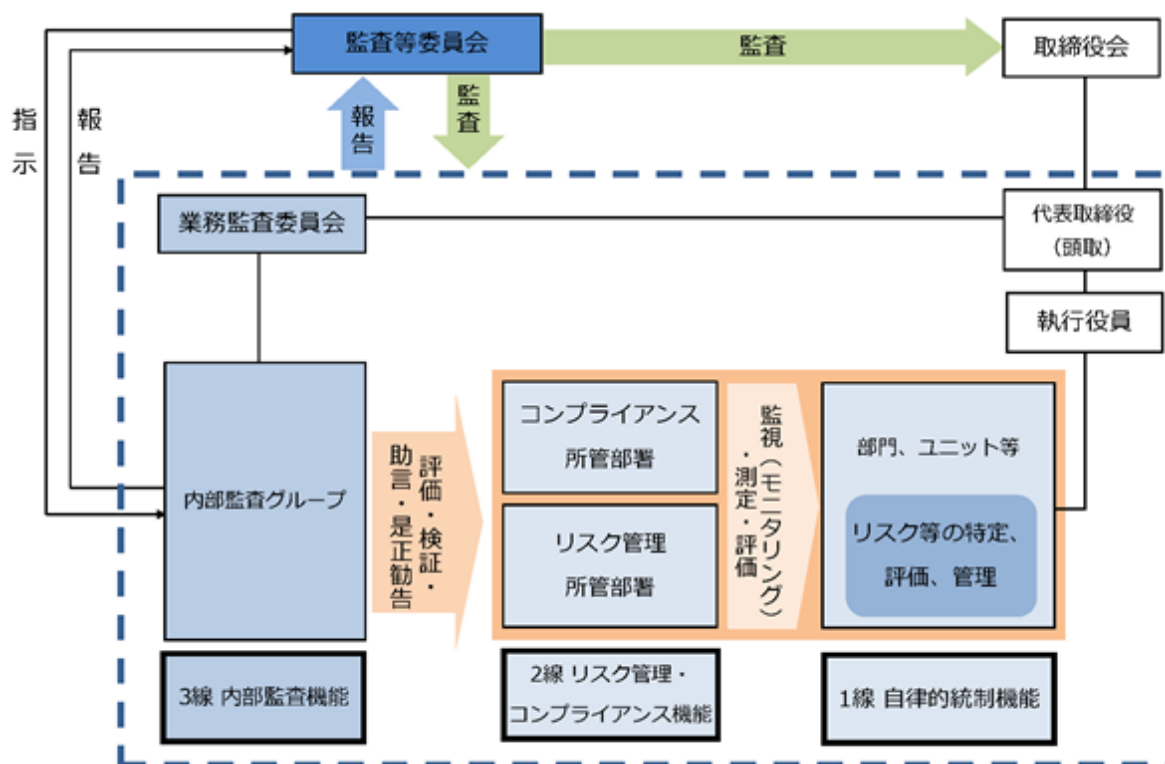 監査等委員会
監査
取締役会
指示
報告
報告
監査
業務監査委員会
代表取締役
（頭取）
執行役員
内部監査グループ
評価・検証・
助言・是正勧告
コンプライアンス
所管部署
リスク管理
所管部署
監視（モニタリング）
・測定・評価
部門、ユニット等
リスク等の特定、
評価、管理
3線 内部監査機能
2線 リスク管理・
コンプライアンス機能
1線 自律的統制機能